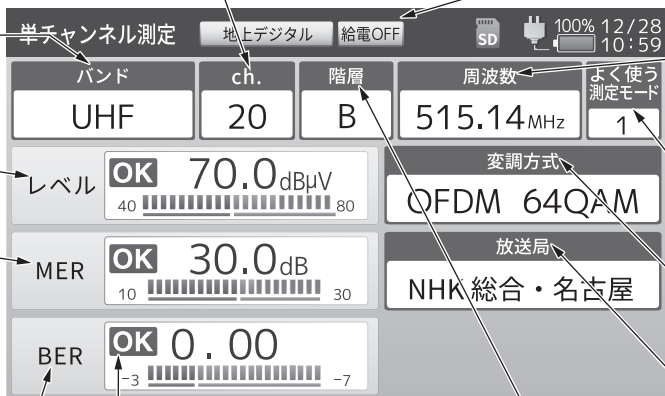 単チャンネル測定 地上デジタル 給電OFF SD 100% 12/28
10:59
バンド ch. 階層 周波数 よく使う
測定モード
UHF 20 B 515.14MHz 1
レベル OK 70.0dBμV
40 80
変調方式
OFDM 64QAM
MER OK 30.0dB
10 30
放送局
NHK総合・名古屋
BER OK 0.00
-3 -7